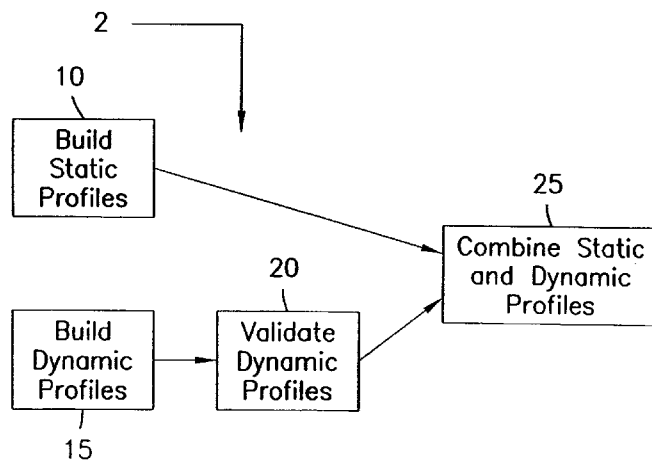 2
10
Build
Static
Profiles
25
Combine Static
and Dynamic
Profiles
20
Build
Dynamic
Profiles
Validate
Dynamic
Profiles
15